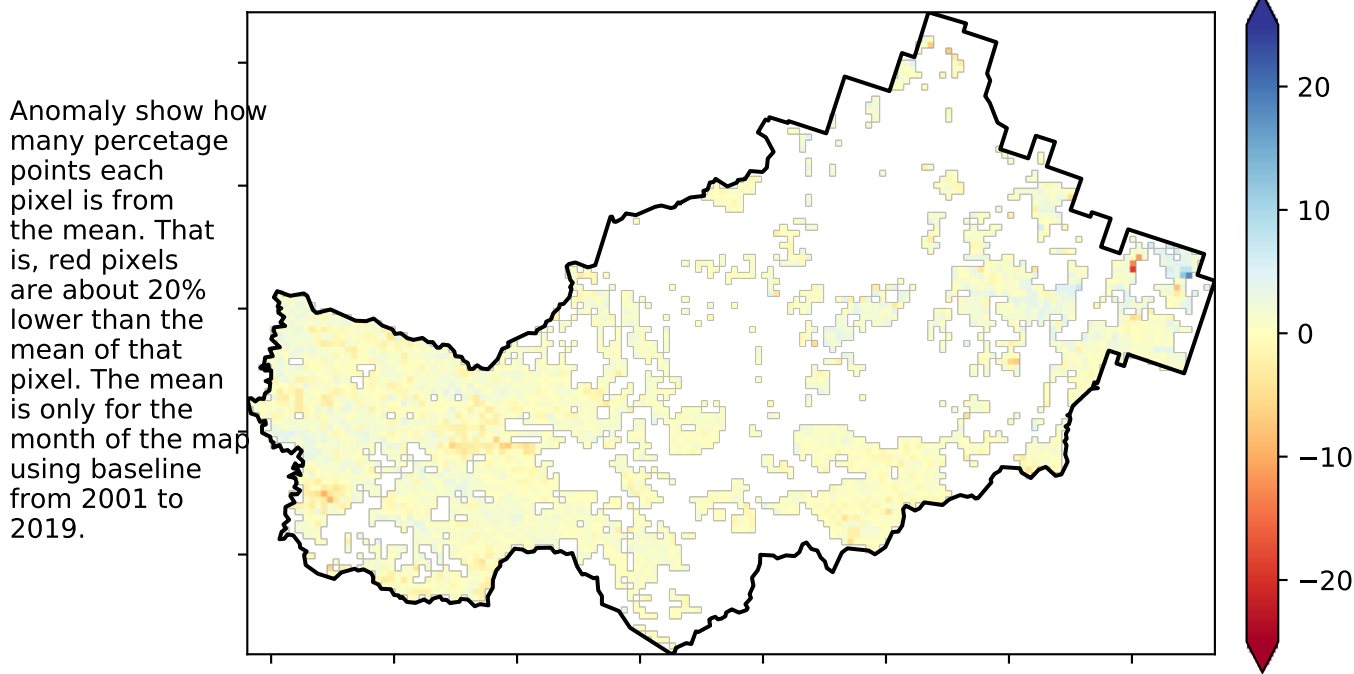 Anomaly show how
many percetage
points each
pixel is from
the mean. That
is, red pixels
are about 20%
lower than the
mean of that
pixel. The mean
is only for the
month of the map
using baseline
from 2001 to
2019.
20
10
0
−10
−20